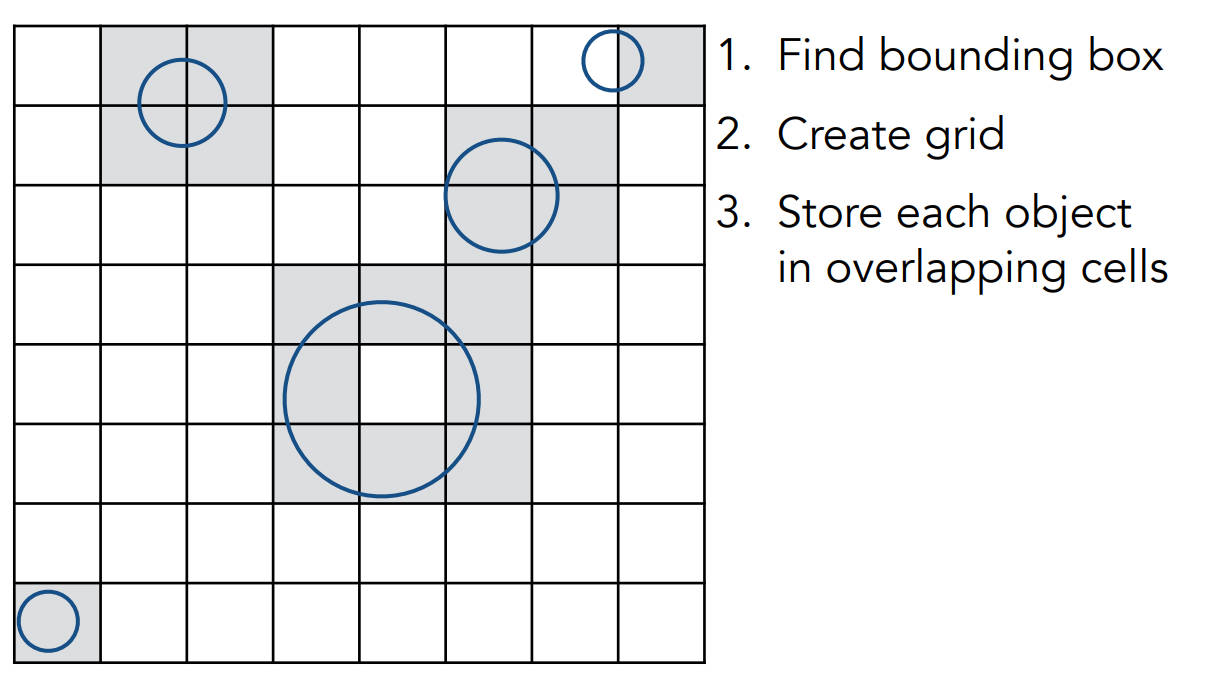 1. Find bounding box
2. Create grid
3. Store each object
in overlapping cells